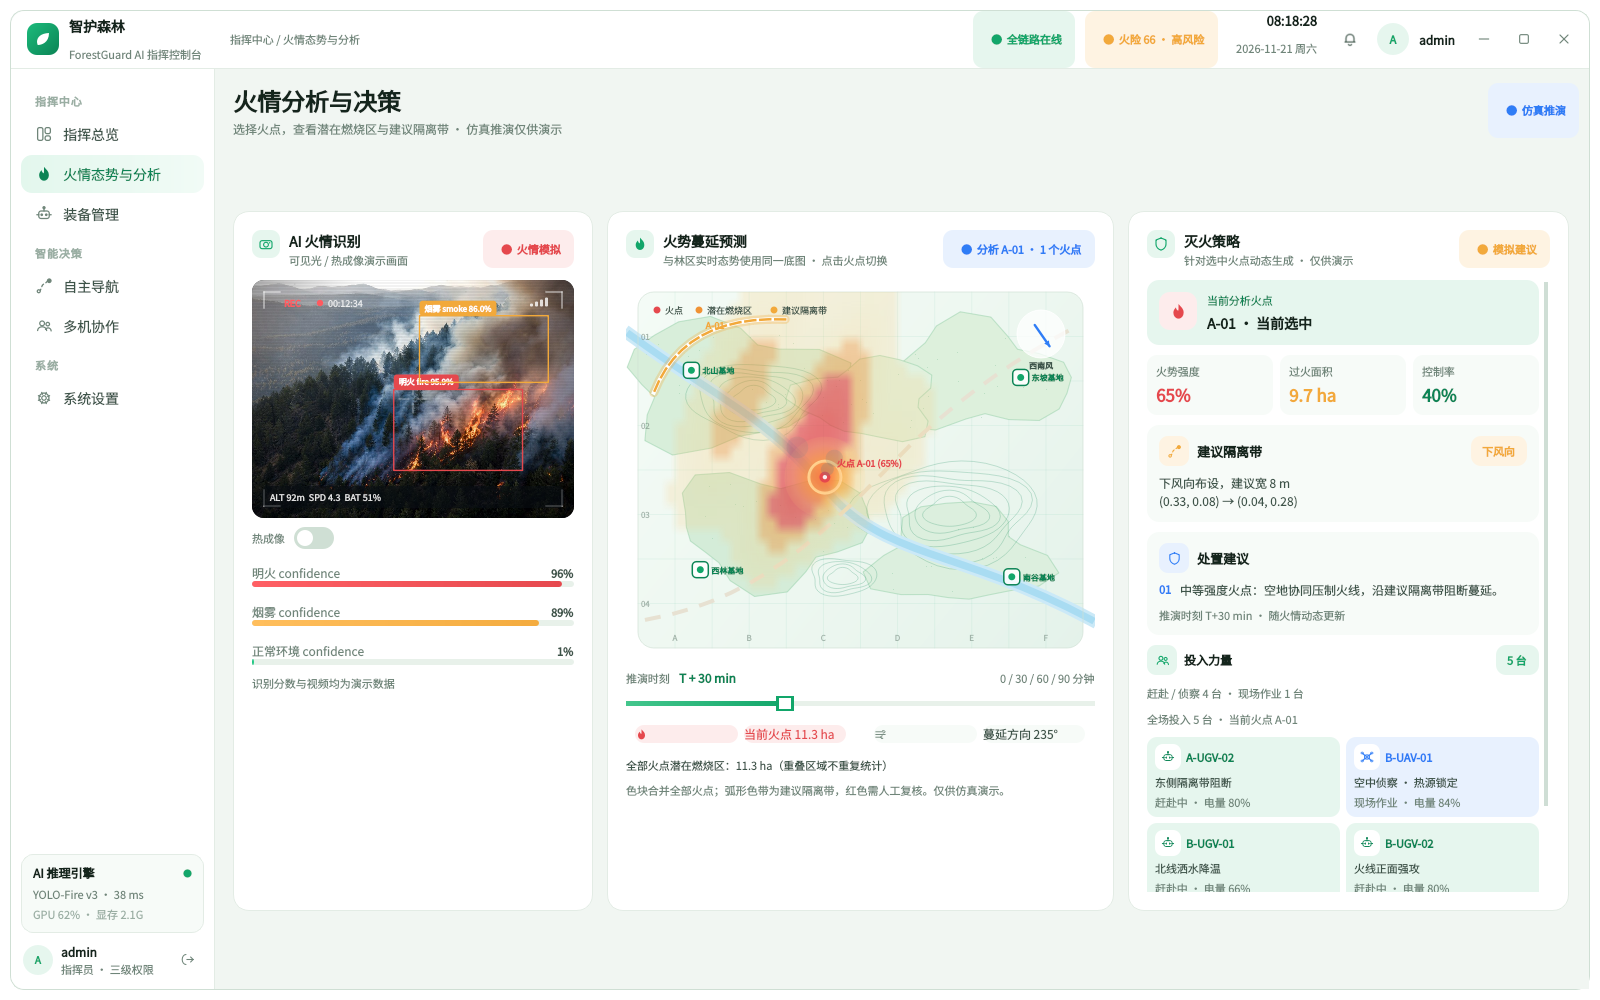 智护森林
ForestGuard AI 指挥控制台
指挥中心 / 火情态势与分析
全链路在线
火险 66 · 高风险
08:18:28
2026-11-21 周六
A
admin
指挥中心
指挥总览
火情态势与分析
装备管理
智能决策
自主导航
多机协作
系统
系统设置
AI 推理引擎
YOLO-Fire v3 · 38 ms
GPU 62% · 显存 2.1G
A
admin
指挥员 · 三级权限
火情分析与决策
选择火点，查看潜在燃烧区与建议隔离带 · 仿真推演仅供演示
仿真推演
AI 火情识别
可见光 / 热成像演示画面
火情模拟
00:12:34
烟雾 smoke 86.0%
明火 fire 95.9%
ALT 92m SPD 4.3 BAT 51%
热成像
明火 confidence
96%
烟雾 confidence
89%
正常环境 confidence
1%
识别分数与视频均为演示数据
火势蔓延预测
与林区实时态势使用同一底图 · 点击火点切换
分析 A-01 · 1 个火点
火点
潜在燃烧区
建议隔离带
A-01
01
北山基地
西南风
东坡基地
02
火点 A-01 (65%)
03
西林基地
南谷基地
04
A
B
C
D
E
F
推演时刻
T + 30 min
0 / 30 / 60 / 90 分钟
当前火点 11.3 ha
蔓延方向 235°
全部火点潜在燃烧区：11.3 ha（重叠区域不重复统计）
色块合并全部火点；弧形色带为建议隔离带，红色需人工复核。仅供仿真演示。
灭火策略
针对选中火点动态生成 · 仅供演示
模拟建议
当前分析火点
A-01 · 当前选中
火势强度
65%
过火面积
9.7 ha
控制率
40%
建议隔离带
下风向
下风向布设，建议宽 8 m
(0.33, 0.08) → (0.04, 0.28)
处置建议
01 中等强度火点：空地协同压制火线，沿建议隔离带阻断蔓延。
推演时刻 T+30 min · 随火情动态更新
投入力量
5 台
赶赴 / 侦察 4 台 · 现场作业 1 台
全场投入 5 台 · 当前火点 A-01
A-UGV-02
东侧隔离带阻断
赶赴中 · 电量 80%
B-UAV-01
空中侦察 · 热源锁定
现场作业 · 电量 84%
B-UGV-01
北线洒水降温
赶赴中 · 电量 66%
B-UGV-02
火线正面强攻
赶赴中 · 电量 80%